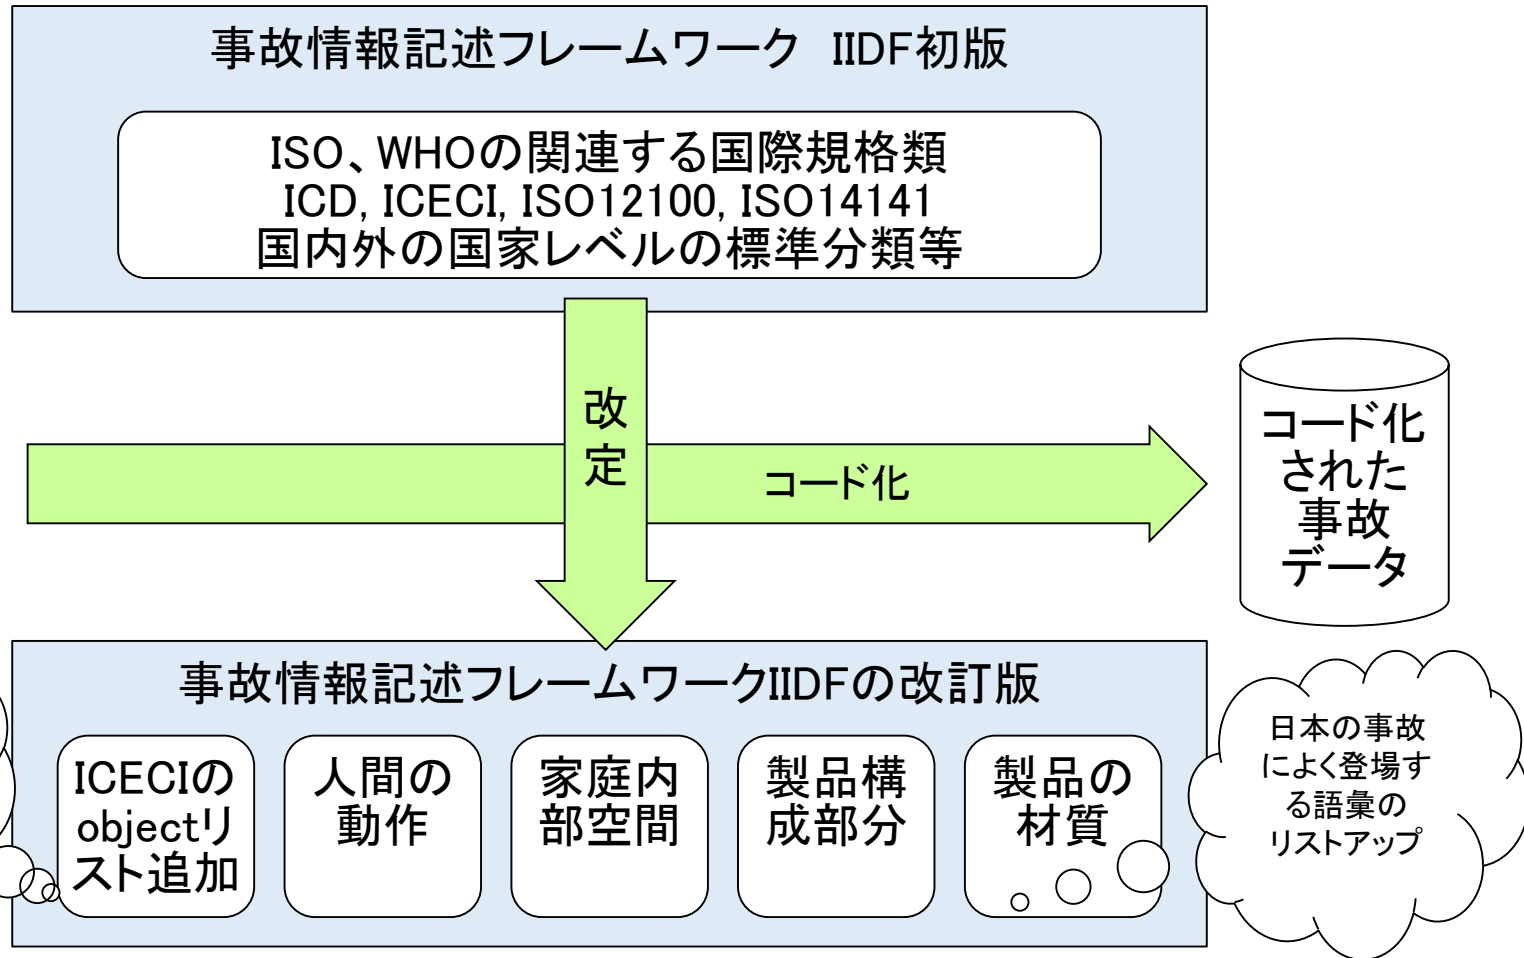 事故情報記述フレームワーク　IIDF初版
ISO、WHOの関連する国際規格類
ICD, ICECI, ISO12100, ISO14141
国内外の国家レベルの標準分類等
改
定
コード化
コード化
された
事故
データ
事故情報記述フレームワークIIDFの改訂版
ICECIの
objectリ
スト追加
人間の
動作
家庭内
部空間
製品構
成部分
製品の
材質
日本の事故
によく登場す
る語彙の
リストアップ